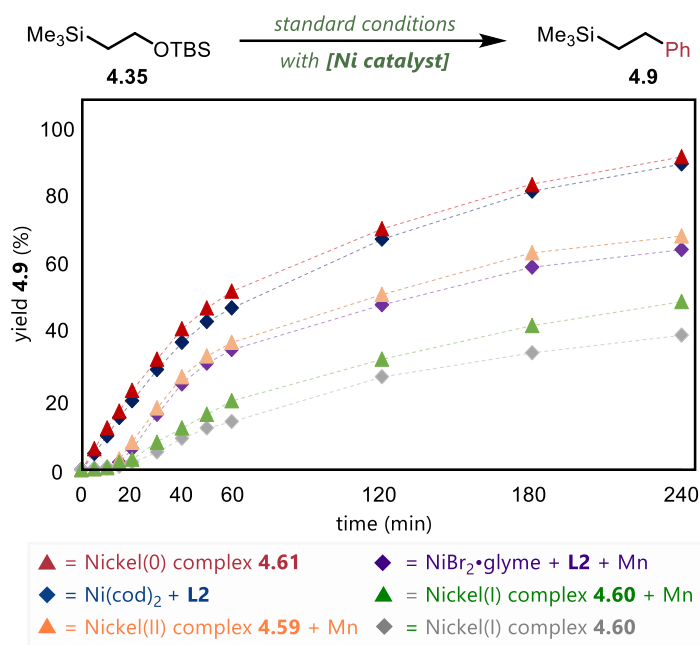 Me3Si OTBS
4.35
standard conditions
with [Ni catalyst]
Me3Si Ph
4.9
yield 4.9 (%)
100
80
60
40
20
0
0 20 40 60 120 180 240
time (min)
= Nickel(0) complex 4.61
= NiBr2•glyme + L2 + Mn
= Ni(cod)2 + L2
= Nickel(I) complex 4.60 + Mn
= Nickel(II) complex 4.59 + Mn
= Nickel(I) complex 4.60